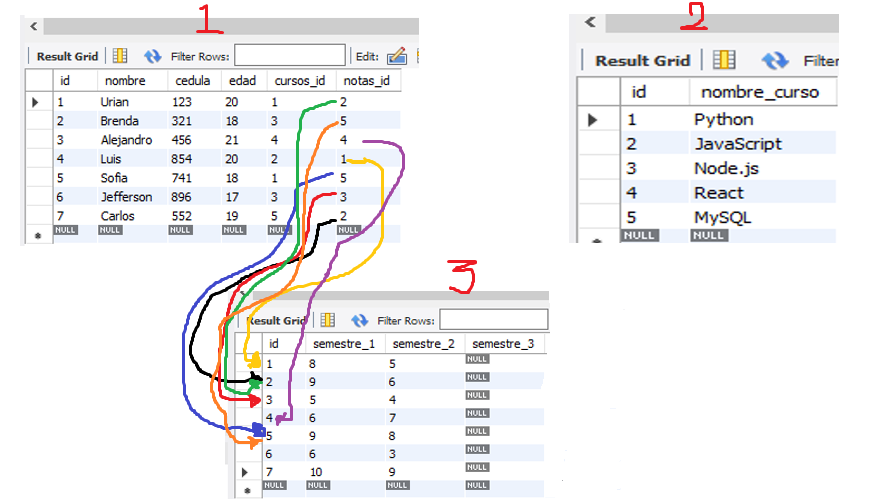 1
Result Grid Filter Rows: Edit:
id nombre cedula edad cursos_id notas_id
1 Urian 123 20 1 2
2 Brenda 321 18 3 5
3 Alejandro 456 21 4 4
4 Luis 854 20 2 1
5 Sofia 741 18 1 5
6 Jefferson 896 17 3 3
7 Carlos 552 19 5 2
NULL NULL NULL NULL NULL NULL
2
Result Grid Filter
id nombre_curso
1 Python
2 JavaScript
3 Node.js
4 React
5 MySQL
NULL NULL
3
Result Grid Filter Rows:
id semestre_1 semestre_2 semestre_3
1 8 5 NULL
2 9 6 NULL
3 5 4 NULL
4 6 7 NULL
5 9 8 NULL
6 6 3 NULL
7 10 9 NULL
NULL NULL NULL NULL